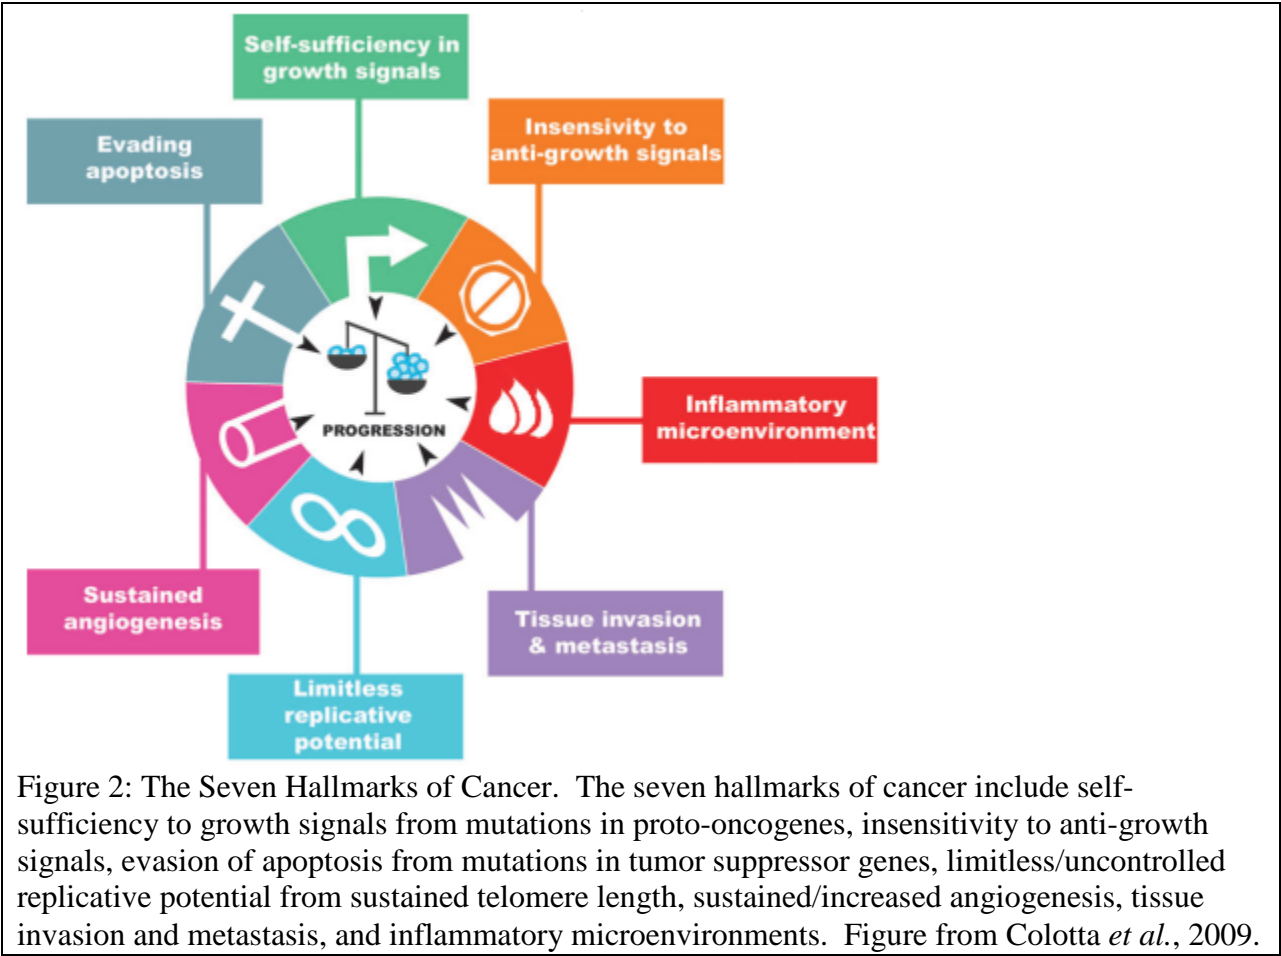 Self-sufficiency in
growth signals
Insensivity to
anti-growth signals
Evading
apoptosis
Inflammatory
microenvironment
PROGRESSION
Sustained
angiogenesis
Tissue invasion
& metastasis
Limitless
replicative
potential
Figure 2: The Seven Hallmarks of Cancer.  The seven hallmarks of cancer include self-
sufficiency to growth signals from mutations in proto-oncogenes, insensitivity to anti-growth
signals, evasion of apoptosis from mutations in tumor suppressor genes, limitless/uncontrolled
replicative potential from sustained telomere length, sustained/increased angiogenesis, tissue
invasion and metastasis, and inflammatory microenvironments.  Figure from Colotta et al., 2009.